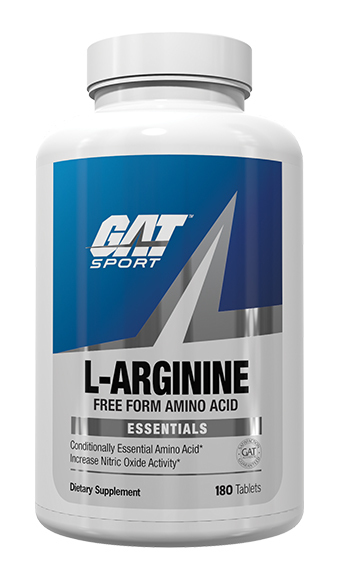 GAT™
SPORT
L-ARGININE
FREE FORM AMINO ACID
ESSENTIALS
Conditionally Essential Amino Acid*
Increase Nitric Oxide Activity*
GAT
Dietary Supplement 180 Tablets